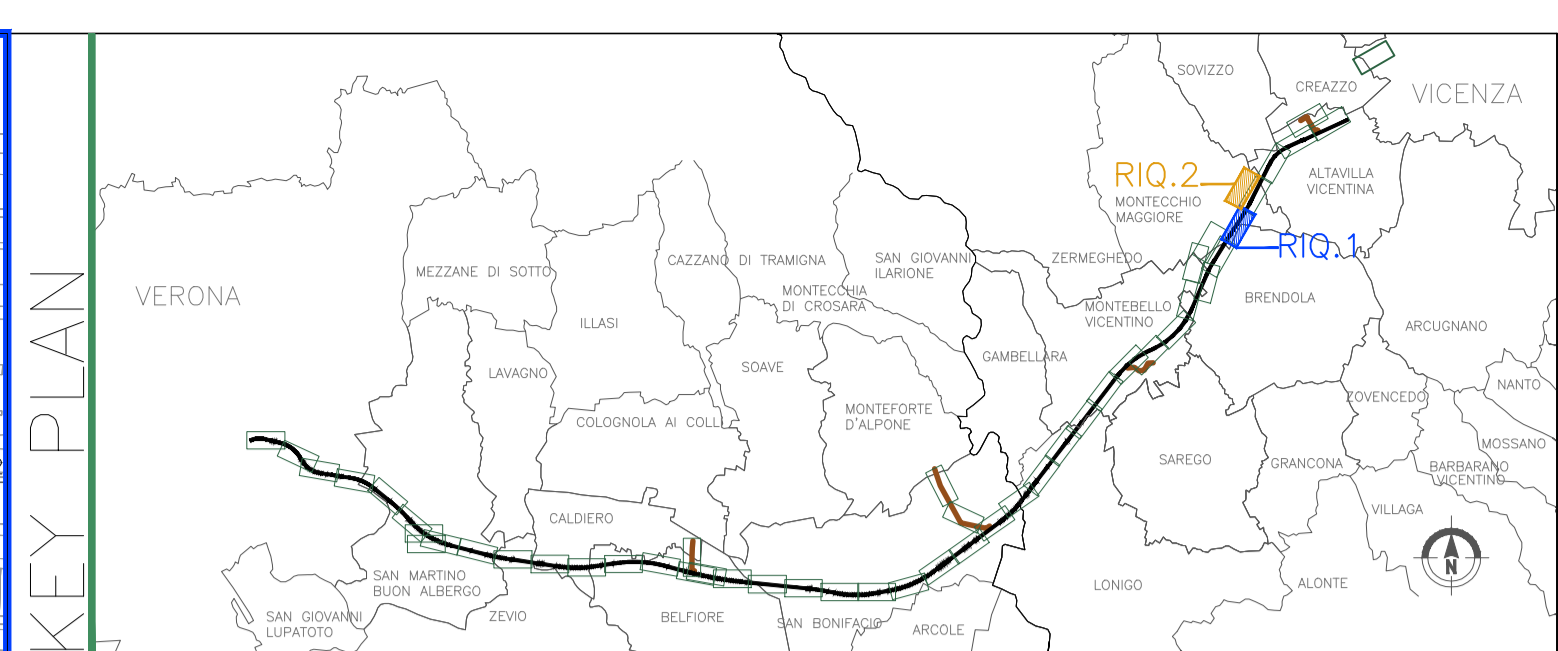 KEY PLAN
SOVIZZO
CREAZZO
VICENZA
RIQ.2
MONTECCHIO
MAGGIORE
ALTAVILLA
VICENTINA
RIQ.1
VERONA
MEZZANE DI SOTTO
CAZZANO DI TRAMIGNA
SAN GIOVANNI
ILARIONE
ZERMEGHEDO
MONTECCHIA
DI CROSARA
MONTEBELLO
VICENTINO
BRENDOLA
ILLASI
ARCUGNANO
LAVAGNO
SOAVE
GAMBELLARA
NANTO
ZOVENCEDO
COLOGNOLA AI COLL
MONTEFORTE
D'ALPONE
MOSSANO
SAREGO
GRANCONA
BARBARANO
VICENTINO
CALDIERO
VILLAGA
N
SAN MARTINO
BUON ALBERGO
LONIGO
ALONTE
SAN GIOVANNI
LUPATOTO
ZEVIO
BELFIORE
SAN BONIFACIO
ARCOLE